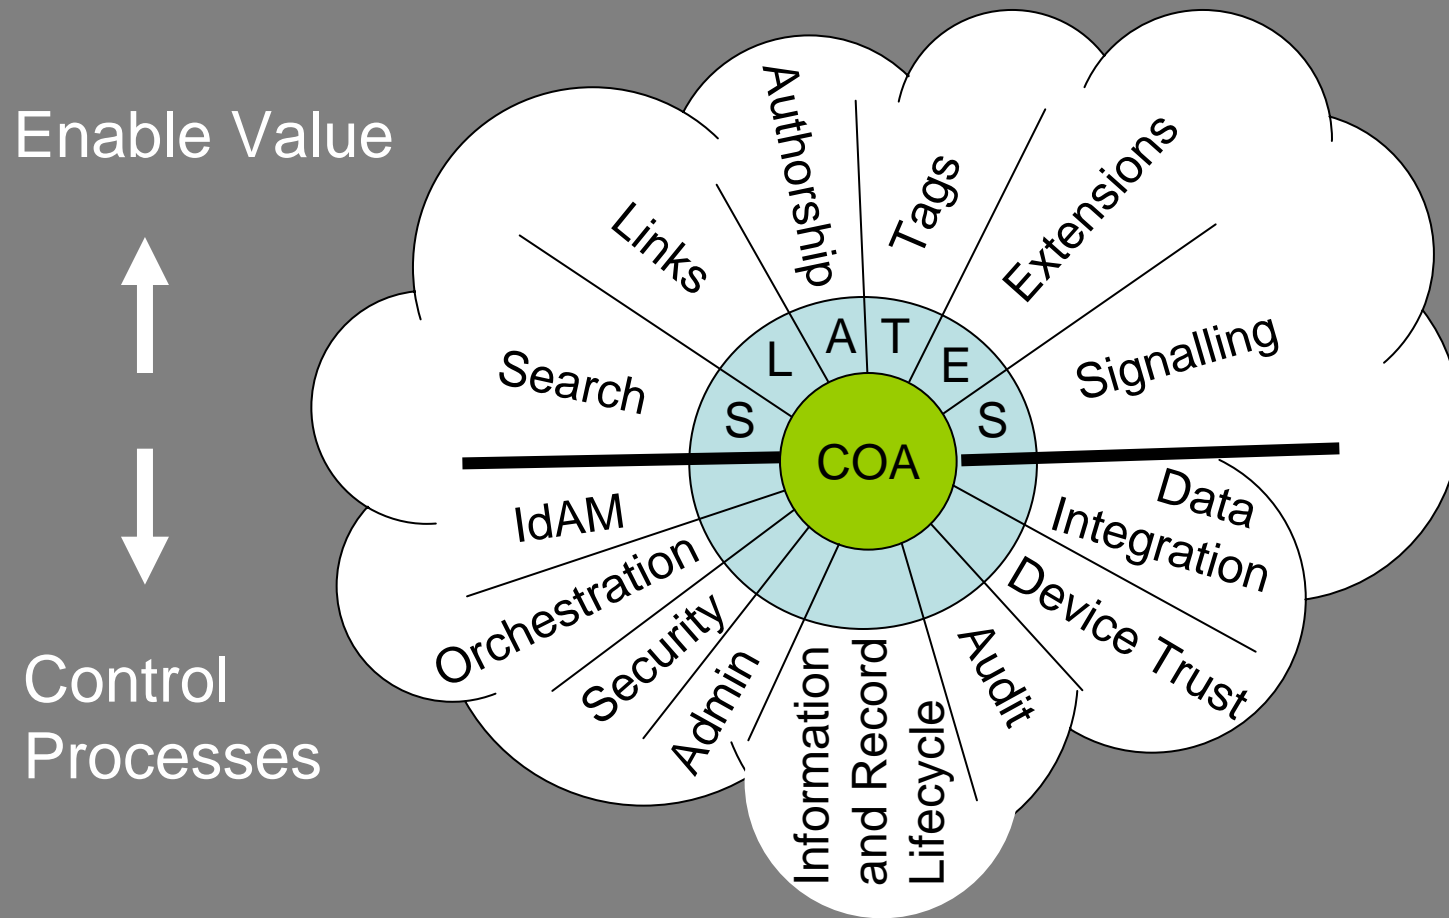 Enable Value
Control
Processes
Search
Links
Authorship
Tags
Extensions
Signalling
S
L
A
T
E
S
COA
IdAM
Orchestration
Security
Admin
Information
and Record
Lifecycle
Audit
Device Trust
Data
Integration